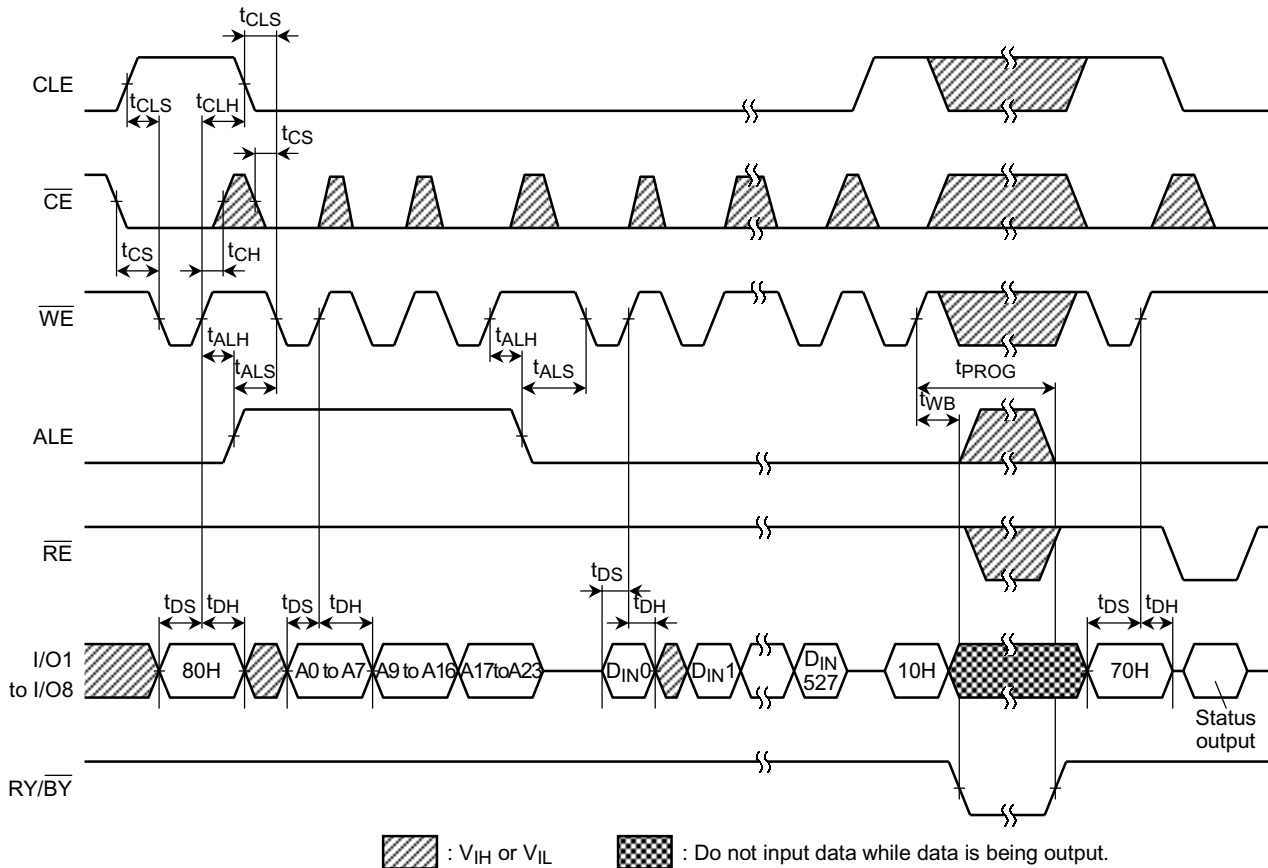 tCLS
CLE
tCLS tCLH
tCS
CE
tCS tCH
WE
tALH tALH
tALS tALS
tPROG
tWB
ALE
RE
tDS
tDS tDH tDS tDH tDH tDS tDH
I/O1
to I/O8
80H A0 to A7 A9 to A16 A17toA23 DIN0 DIN1 DIN
527 10H 70H
Status
output
RY/BY
: VIH or VIL : Do not input data while data is being output.